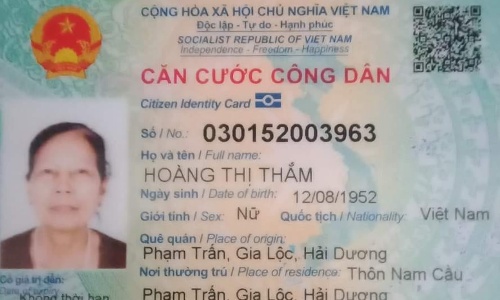 CỘNG HÒA XÃ HỘI CHỦ NGHĨA VIỆT NAM
Độc lập - Tự do - Hạnh phúc
SOCIALIST REPUBLIC OF VIET NAM
Independence - Freedom - Happiness
CĂN CƯỚC CÔNG DÂN
Citizen Identity Card
Số / No.: 030152003963
Họ và tên / Full name:
HOÀNG THỊ THẮM
Ngày sinh / Date of birth: 12/08/1952
Giới tính / Sex: Nữ Quốc tịch / Nationality: Việt Nam
Quê quán / Place of origin:
Phạm Trấn, Gia Lộc, Hải Dương
Nơi thường trú / Place of residence: Thôn Nam Cầu
Phạm Trấn, Gia Lộc, Hải Dương
Có giá trị đến:
Date of expiry
Không thời hạn